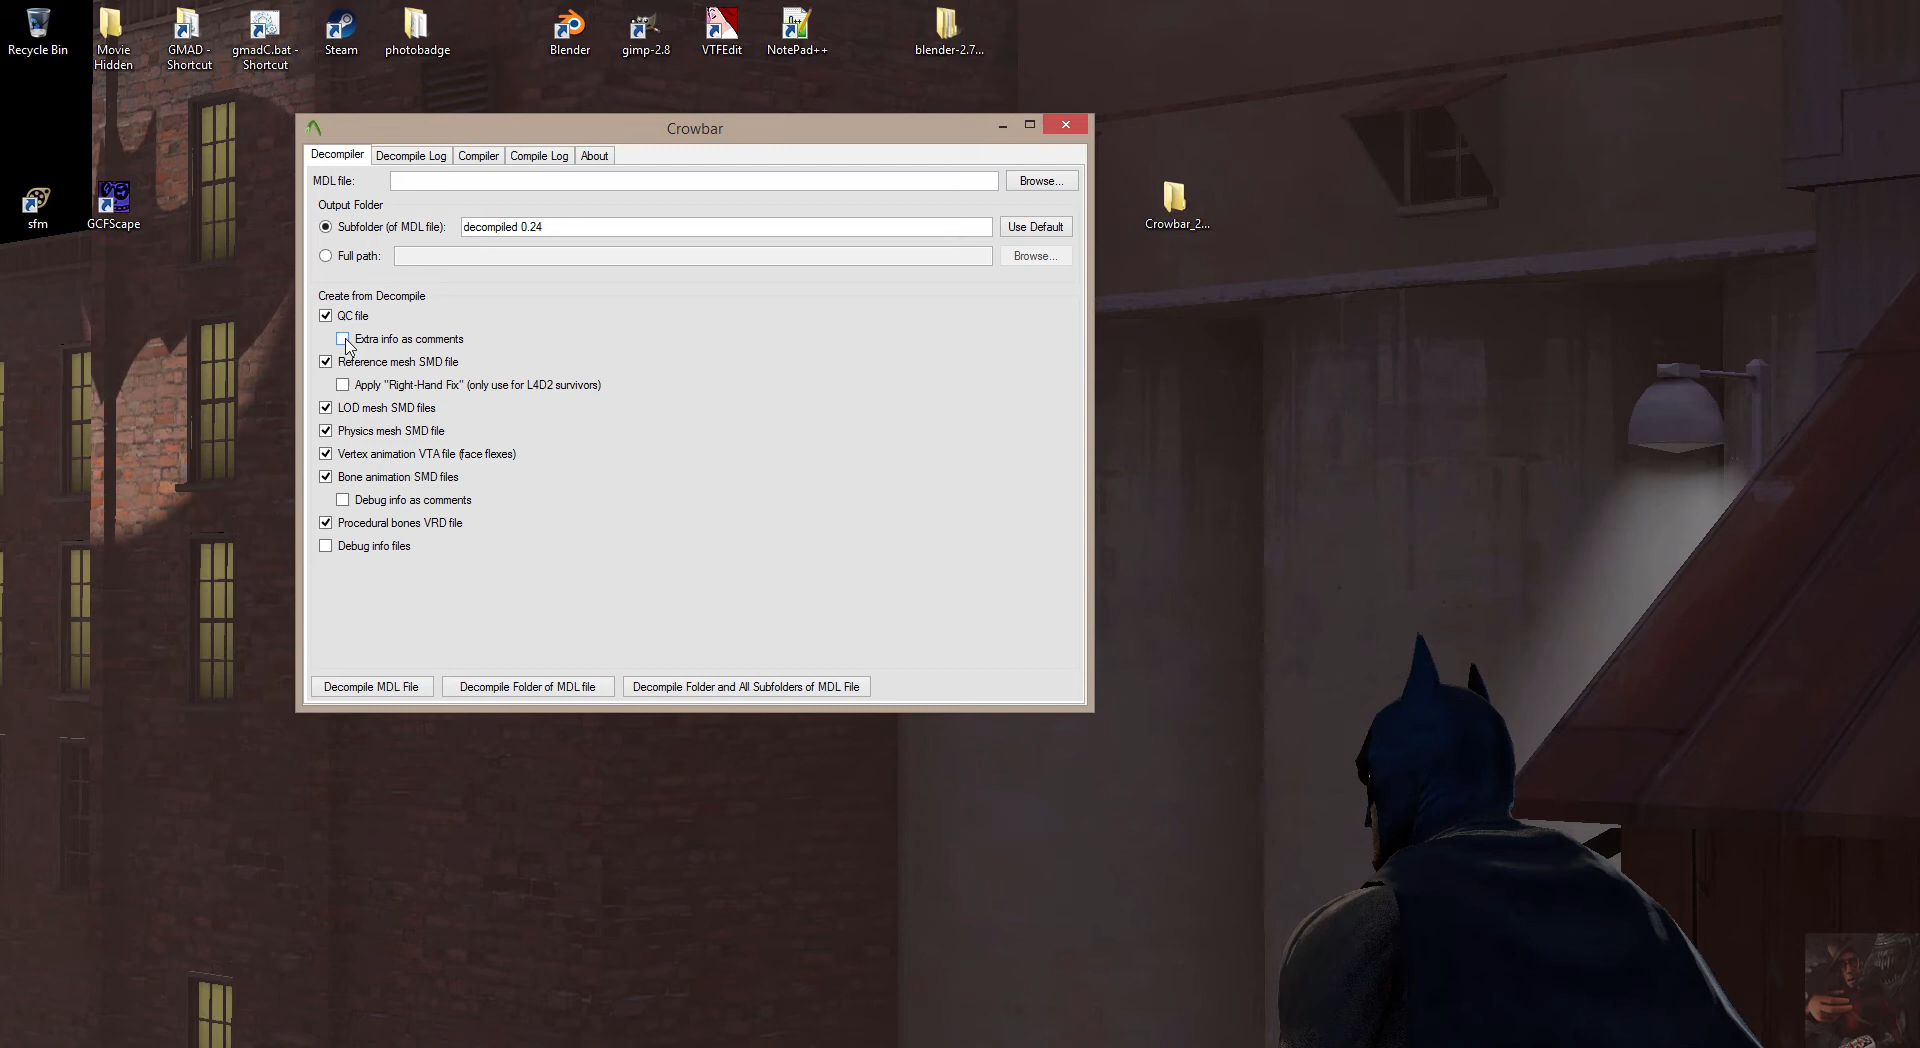 Recycle Bin
Movie Hidden
GMAD - Shortcut
gmadC.bat - Shortcut
Steam
photobadge
Blender
gimp-2.8
VTFEdit
NotePad++
blender-2.7...
sfm
GCFScape
Crowbar_2...
Crowbar
Decompiler
Decompile Log
Compiler
Compile Log
About
MDL file:
Browse...
Output Folder
Subfolder (of MDL file):
decompiled 0.24
Use Default
Full path:
Browse...
Create from Decompile
QC file
Extra info as comments
Reference mesh SMD file
Apply "Right-Hand Fix" (only use for L4D2 survivors)
LOD mesh SMD files
Physics mesh SMD file
Vertex animation VTA file (face flexes)
Bone animation SMD files
Debug info as comments
Procedural bones VRD file
Debug info files
Decompile MDL File
Decompile Folder of MDL file
Decompile Folder and All Subfolders of MDL File